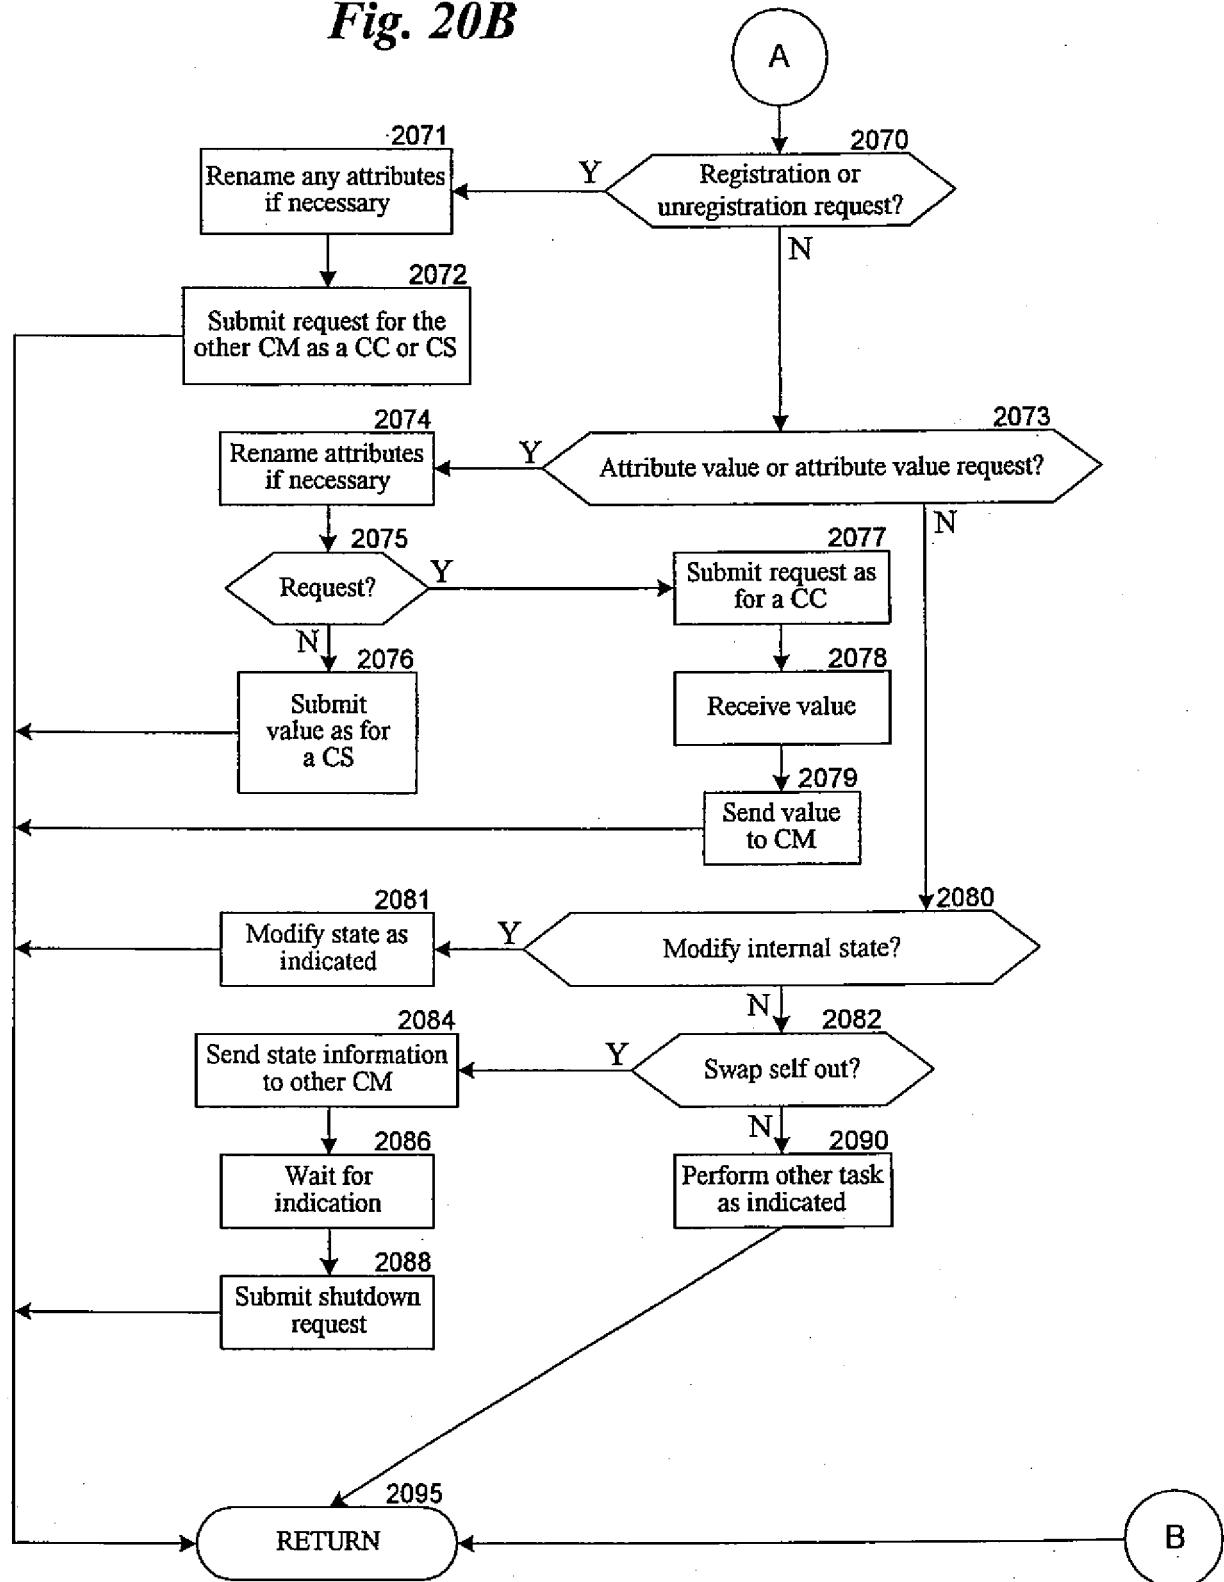 Fig. 20B
A
2071
Rename any attributes
if necessary
Y
2070
Registration or
unregistration request?
N
2072
Submit request for the
other CM as a CC or CS
2074
Rename attributes
if necessary
Y
2073
Attribute value or attribute value request?
N
2075
Request?
Y
N
2077
Submit request as
for a CC
2076
Submit
value as for
a CS
2078
Receive value
2079
Send value
to CM
2081
Modify state as
indicated
Y
2080
Modify internal state?
N
2084
Send state information
to other CM
Y
2082
Swap self out?
N
2086
Wait for
indication
2090
Perform other task
as indicated
2088
Submit shutdown
request
2095
RETURN
B